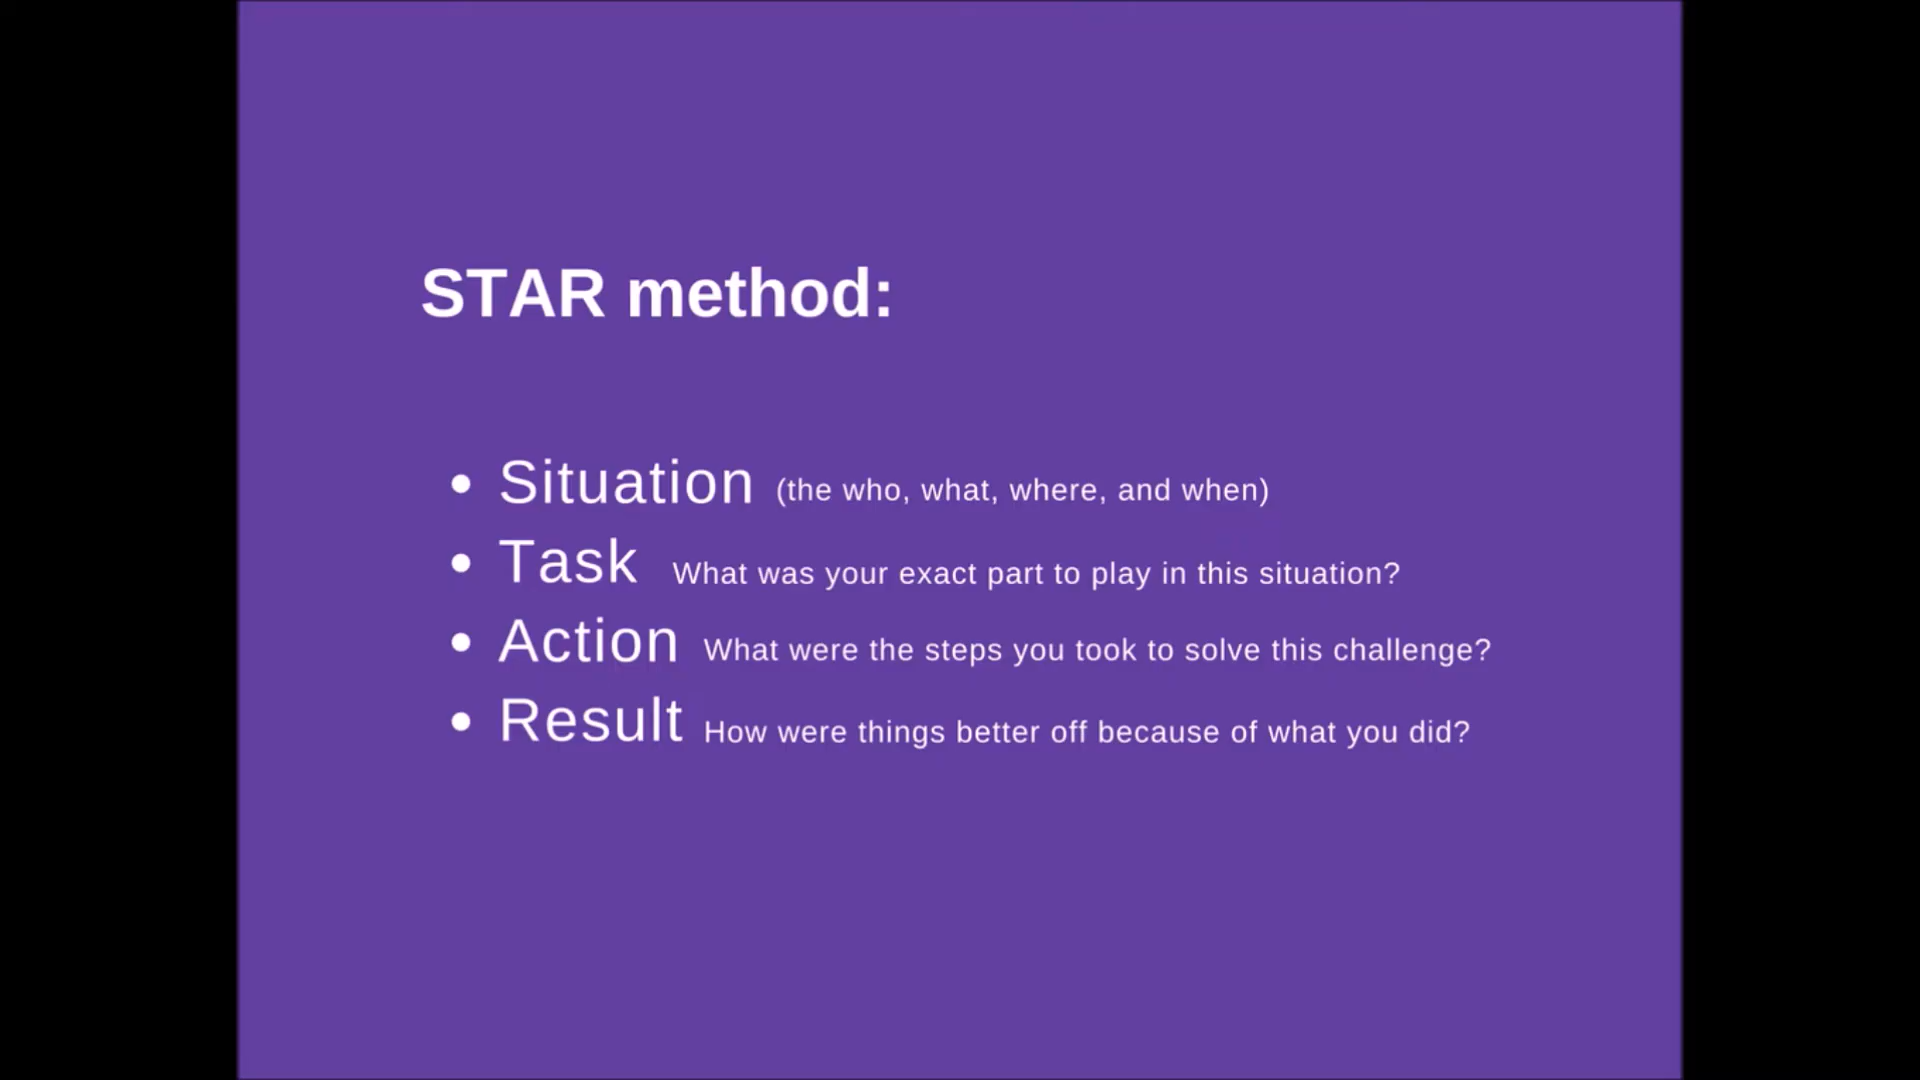 STAR method:
• Situation (the who, what, where, and when)
• Task What was your exact part to play in this situation?
• Action What were the steps you took to solve this challenge?
• Result How were things better off because of what you did?